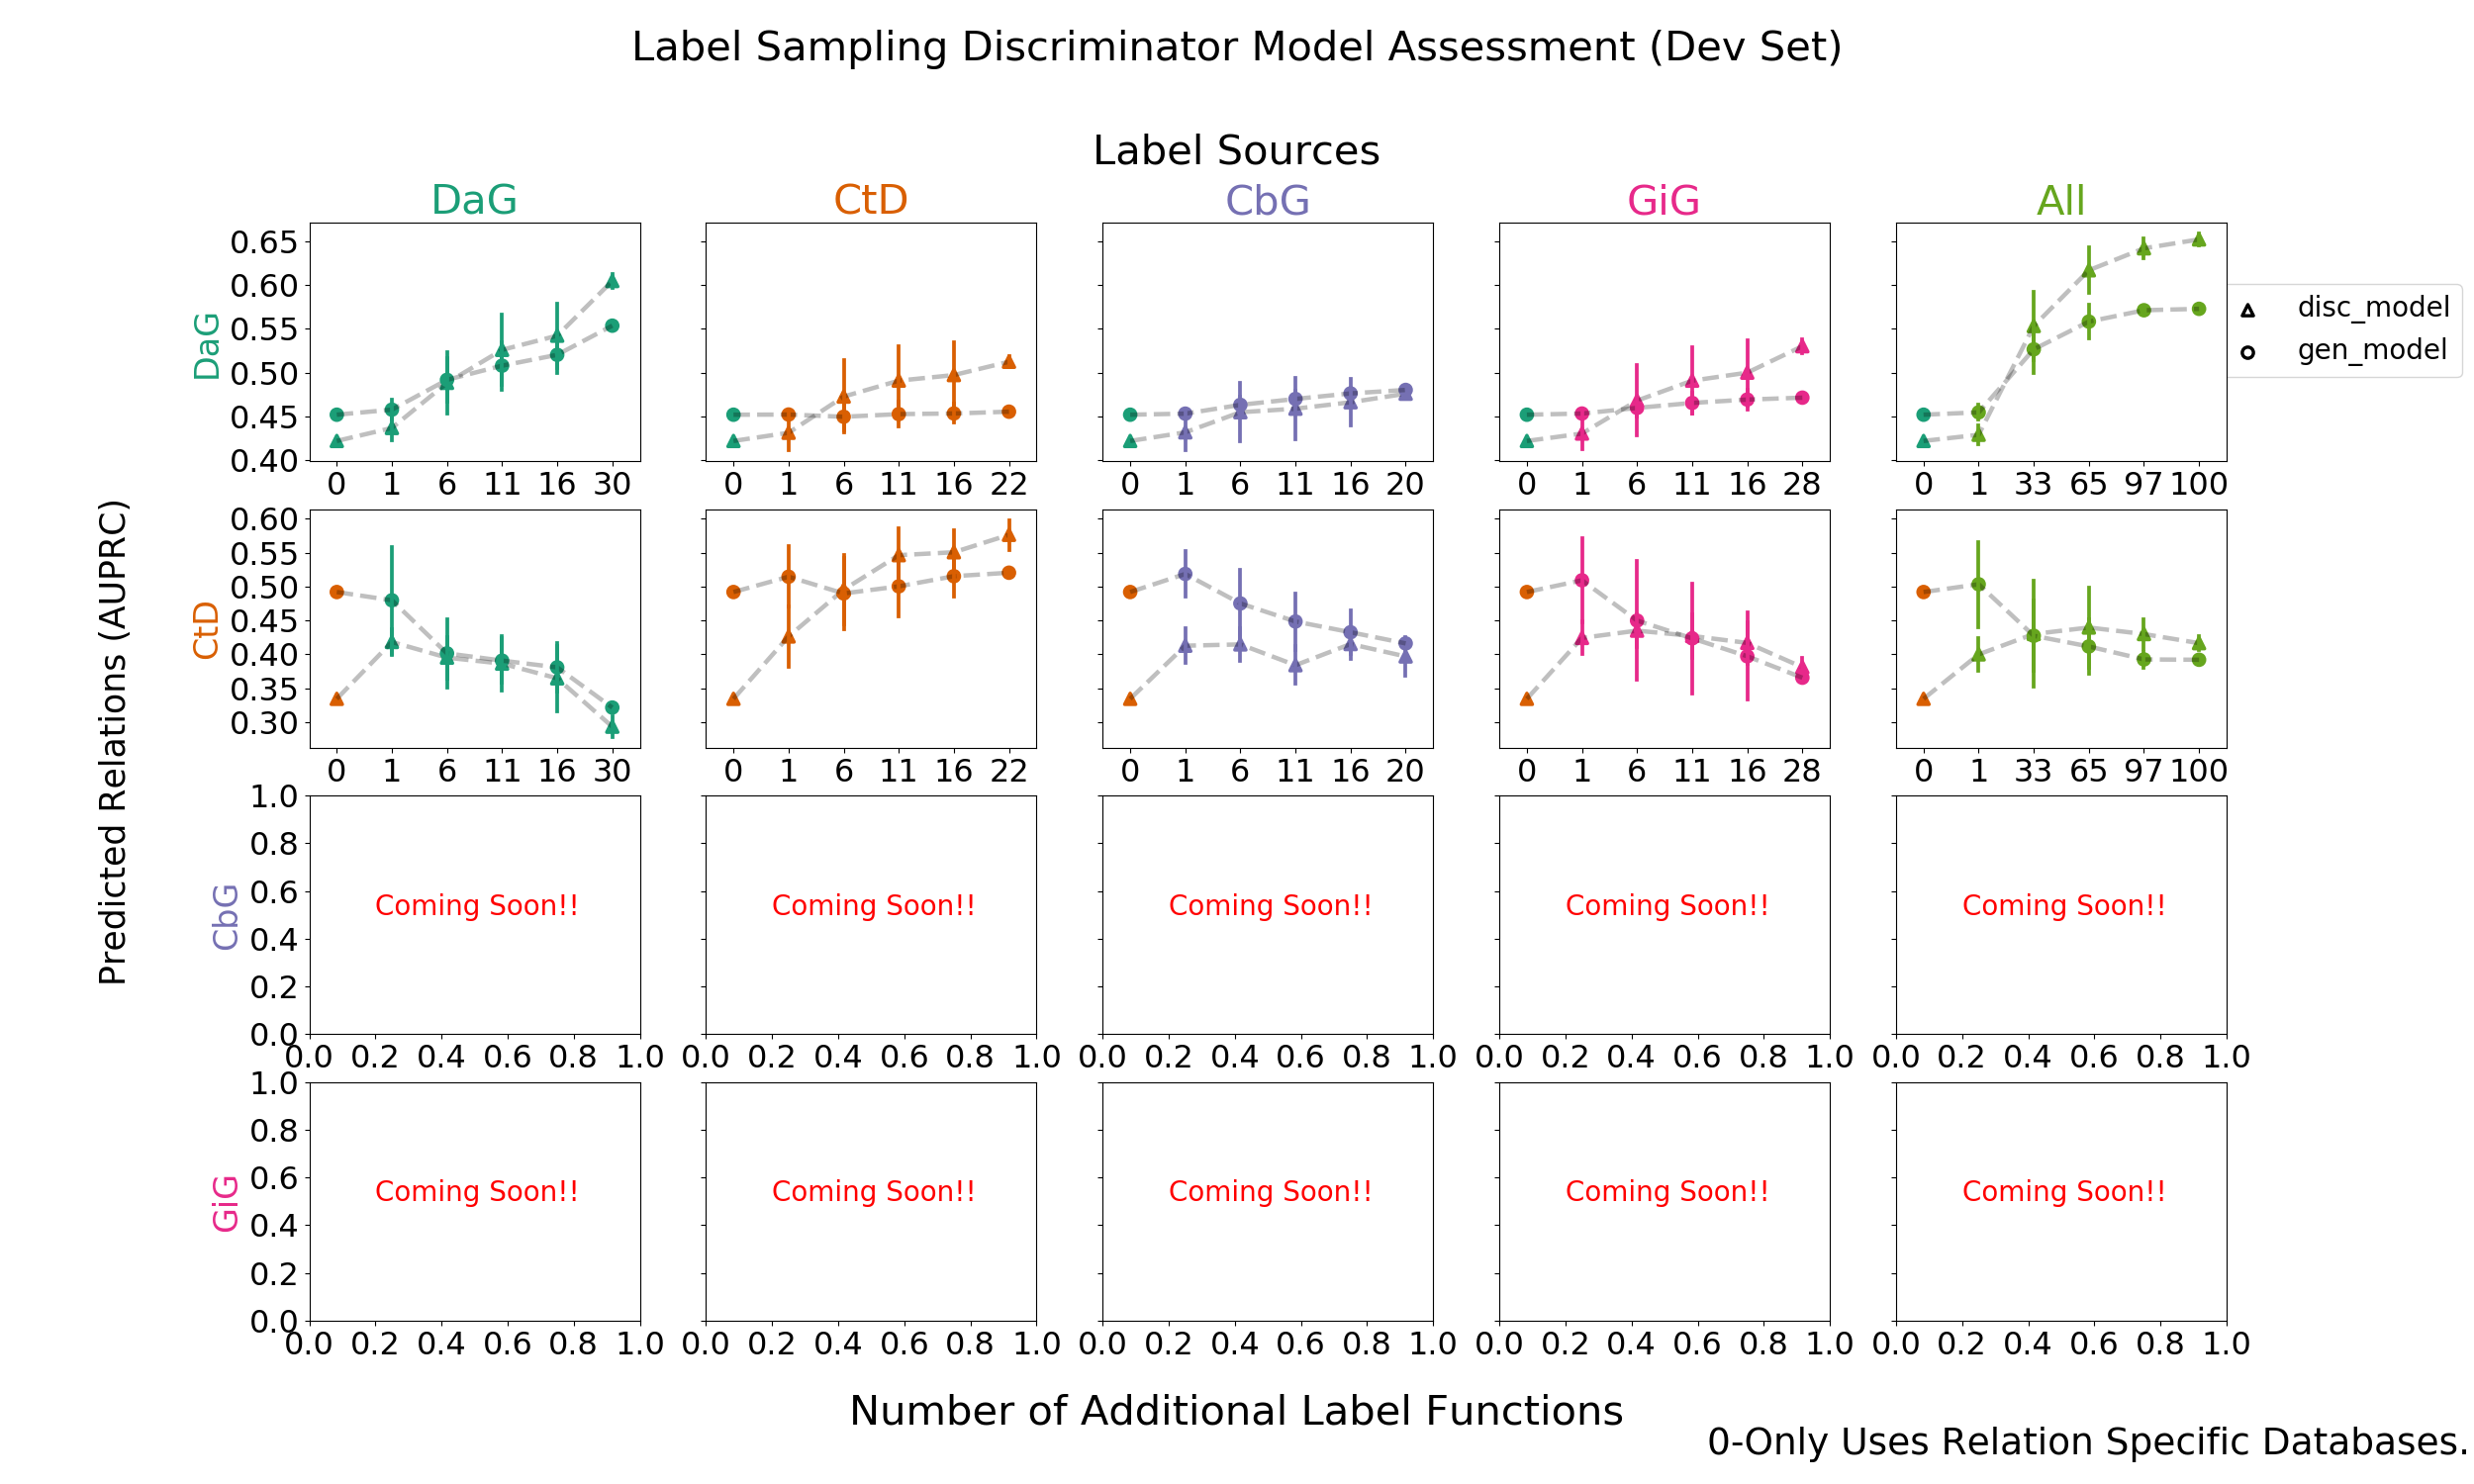 Label Sampling Discriminator Model Assessment (Dev Set)
Label Sources
DaG CtD CbG GiG All
Predicted Relations (AUPRC)
DaG
0.65
0.60
0.55
0.50
0.45
0.40
0 1 6 11 16 30
0 1 6 11 16 22
0 1 6 11 16 20
0 1 6 11 16 28
0 1 33 65 97 100
disc_model
gen_model
CtD
0.60
0.55
0.50
0.45
0.40
0.35
0.30
0 1 6 11 16 30
0 1 6 11 16 22
0 1 6 11 16 20
0 1 6 11 16 28
0 1 33 65 97 100
CbG
1.0
0.8
0.6
0.4
0.2
0.0
Coming Soon!! Coming Soon!! Coming Soon!! Coming Soon!! Coming Soon!!
0.0 0.2 0.4 0.6 0.8 1.0
0.0 0.2 0.4 0.6 0.8 1.0
0.0 0.2 0.4 0.6 0.8 1.0
0.0 0.2 0.4 0.6 0.8 1.0
0.0 0.2 0.4 0.6 0.8 1.0
GiG
1.0
0.8
0.6
0.4
0.2
0.0
Coming Soon!! Coming Soon!! Coming Soon!! Coming Soon!! Coming Soon!!
0.0 0.2 0.4 0.6 0.8 1.0
0.0 0.2 0.4 0.6 0.8 1.0
0.0 0.2 0.4 0.6 0.8 1.0
0.0 0.2 0.4 0.6 0.8 1.0
0.0 0.2 0.4 0.6 0.8 1.0
Number of Additional Label Functions
0-Only Uses Relation Specific Databases.